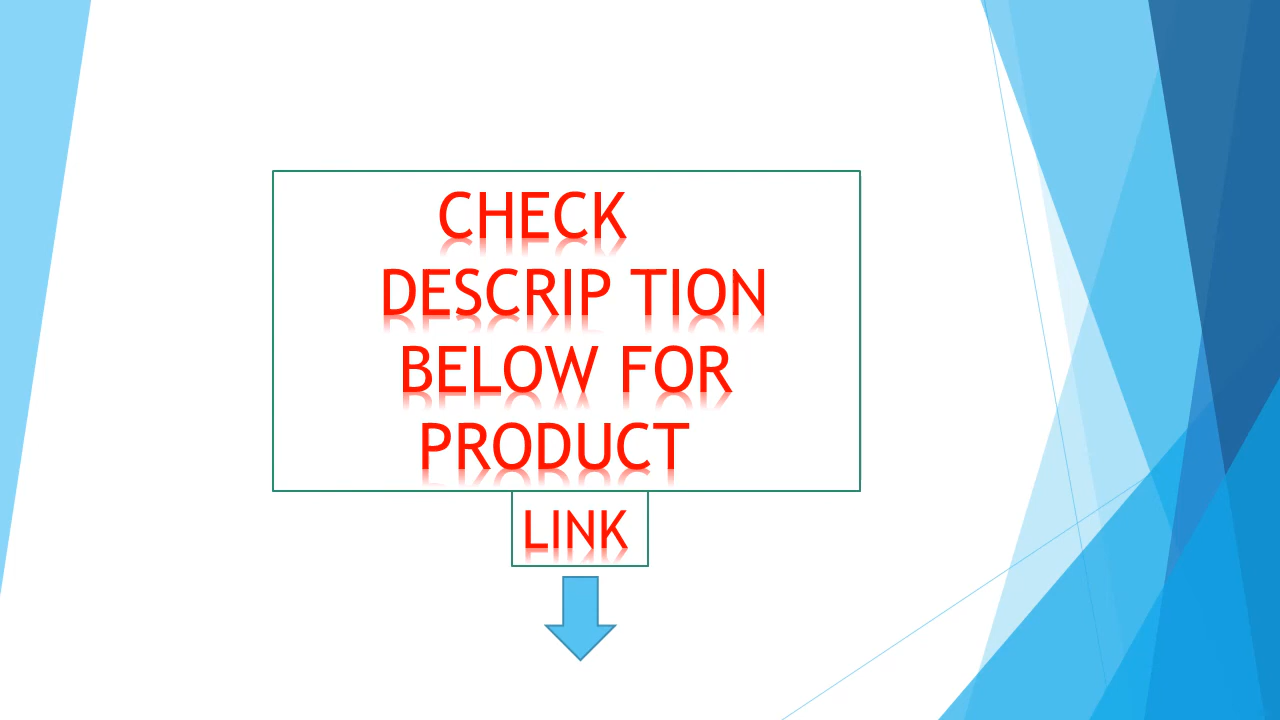 CHECK
DESCRIP TION
BELOW FOR
PRODUCT
LINK